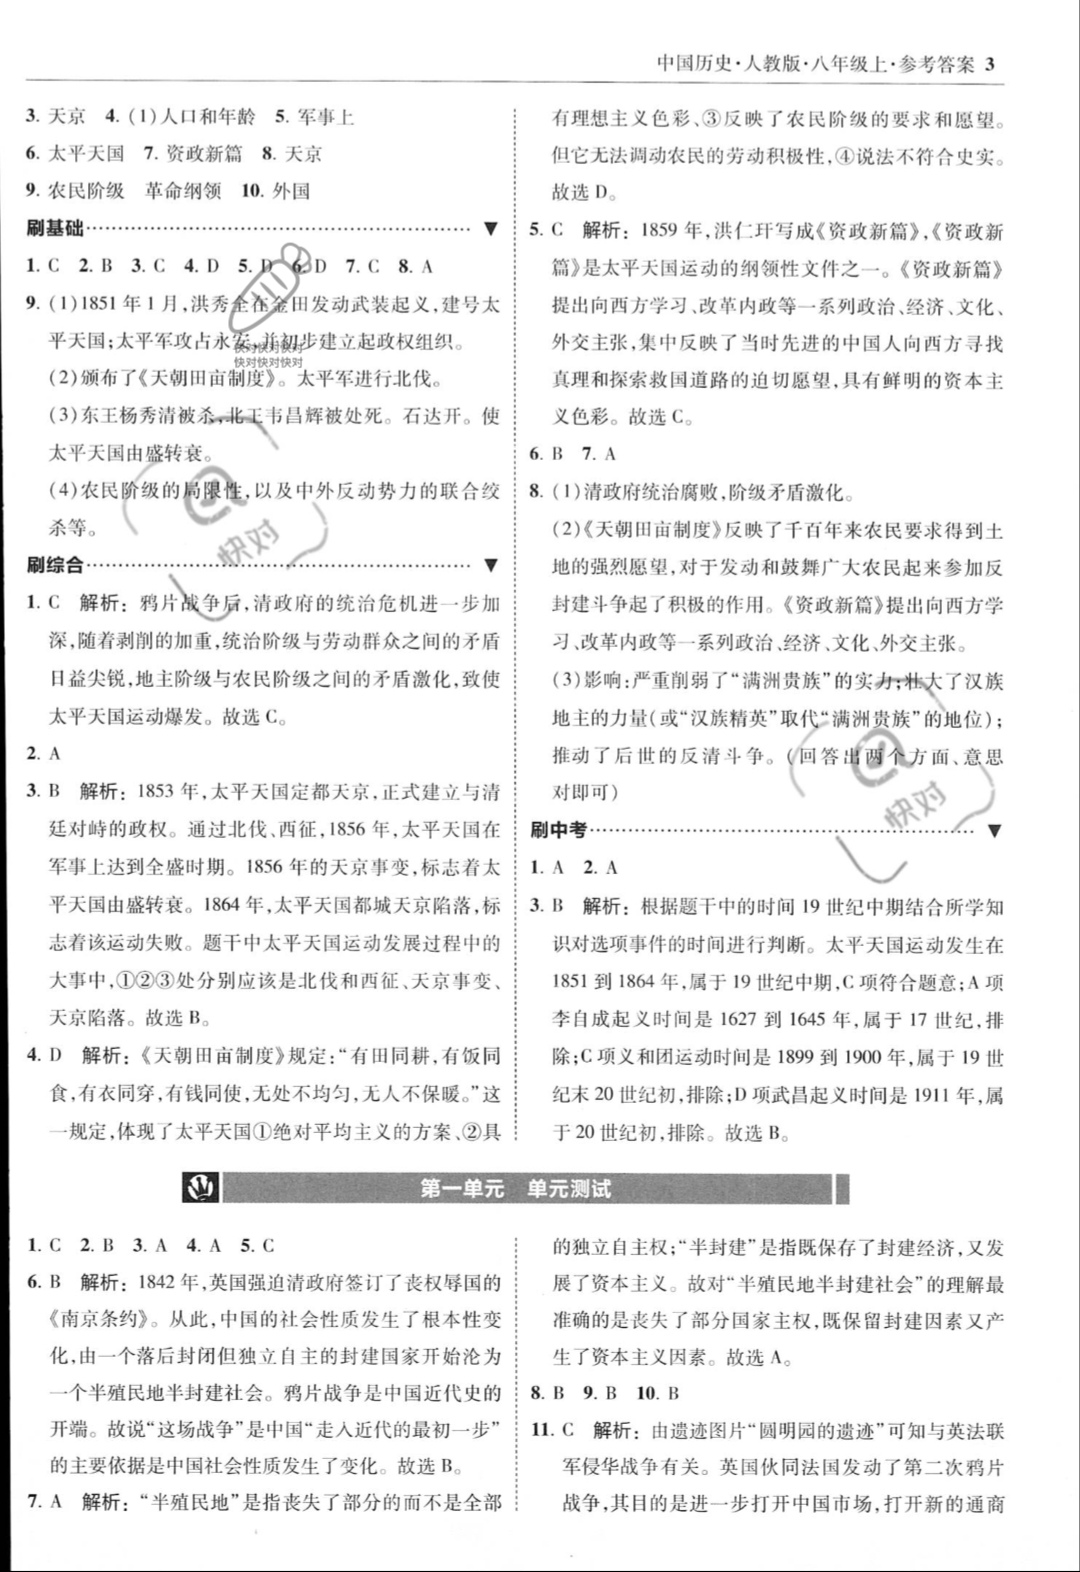 中国历史·人教版·八年级上·参考答案 3
3. 天京 4. (1)人口和年龄 5. 军事上
6. 太平天国 7. 资政新篇 8. 天京
9. 农民阶级 革命纲领 10. 外国
刷基础
1. C 2. B 3. C 4. D 5. D 6. D 7. C 8. A
9. (1)1851年1月,洪秀全在金田发动武装起义,建号太
平天国;太平军攻占永安,并初步建立起政权组织。
(2)颁布了《天朝田亩制度》。太平军进行北伐。
(3)东王杨秀清被杀,北王韦昌辉被处死。石达开。使
太平天国由盛转衰。
(4)农民阶级的局限性,以及中外反动势力的联合绞
杀等。
刷综合
1. C 解析:鸦片战争后,清政府的统治危机进一步加
深,随着剥削的加重,统治阶级与劳动群众之间的矛盾
日益尖锐,地主阶级与农民阶级之间的矛盾激化,致使
太平天国运动爆发。故选C。
2. A
3. B 解析:1853年,太平天国定都天京,正式建立与清
廷对峙的政权。通过北伐、西征,1856年,太平天国在
军事上达到全盛时期。1856年的天京事变,标志着太
平天国由盛转衰。1864年,太平天国都城天京陷落,标
志着该运动失败。题干中太平天国运动发展过程中的
大事中,①②③处分别应该是北伐和西征、天京事变、
天京陷落。故选B。
4. D 解析:《天朝田亩制度》规定:“有田同耕,有饭同
食,有衣同穿,有钱同使,无处不均匀,无人不保暖。”这
一规定,体现了太平天国①绝对平均主义的方案、②具
有理想主义色彩、③反映了农民阶级的要求和愿望。
但它无法调动农民的劳动积极性,④说法不符合史实。
故选D。
5. C 解析:1859年,洪仁玕写成《资政新篇》,《资政新
篇》是太平天国运动的纲领性文件之一。《资政新篇》
提出向西方学习、改革内政等一系列政治、经济、文化、
外交主张,集中反映了当时先进的中国人向西方寻找
真理和探索救国道路的迫切愿望,具有鲜明的资本主
义色彩。故选C。
6. B 7. A
8. (1)清政府统治腐败,阶级矛盾激化。
(2)《天朝田亩制度》反映了千百年来农民要求得到土
地的强烈愿望,对于发动和鼓舞广大农民起来参加反
封建斗争起了积极的作用。《资政新篇》提出向西方学
习、改革内政等一系列政治、经济、文化、外交主张。
(3)影响:严重削弱了“满洲贵族”的实力;壮大了汉族
地主的力量(或“汉族精英”取代“满洲贵族”的地位);
推动了后世的反清斗争。(回答出两个方面、意思
对即可)
刷中考
1. A 2. A
3. B 解析:根据题干中的时间19世纪中期结合所学知
识对选项事件的时间进行判断。太平天国运动发生在
1851到1864年,属于19世纪中期,C项符合题意;A项
李自成起义时间是1627到1645年,属于17世纪,排
除;C项义和团运动时间是1899到1900年,属于19世
纪末20世纪初,排除;D项武昌起义时间是1911年,属
于20世纪初,排除。故选B。
第一单元 单元测试
1. C 2. B 3. A 4. A 5. C
6. B 解析:1842年,英国强迫清政府签订了丧权辱国的
《南京条约》。从此,中国的社会性质发生了根本性变
化,由一个落后封闭但独立自主的封建国家开始沦为
一个半殖民地半封建社会。鸦片战争是中国近代史的
开端。故说“这场战争”是中国“走入近代的最初一步”
的主要依据是中国社会性质发生了变化。故选B。
7. A 解析:“半殖民地”是指丧失了部分的而不是全部
的独立自主权;“半封建”是指既保存了封建经济,又发
展了资本主义。故对“半殖民地半封建社会”的理解最
准确的是丧失了部分国家主权,既保留封建因素又产
生了资本主义因素。故选A。
8. B 9. B 10. B
11. C 解析:由遗迹图片“圆明园的遗迹”可知与英法联
军侵华战争有关。英国伙同法国发动了第二次鸦片
战争,其目的是进一步打开中国市场,打开新的通商
快对快对快对
快对快对快对
快对
快对